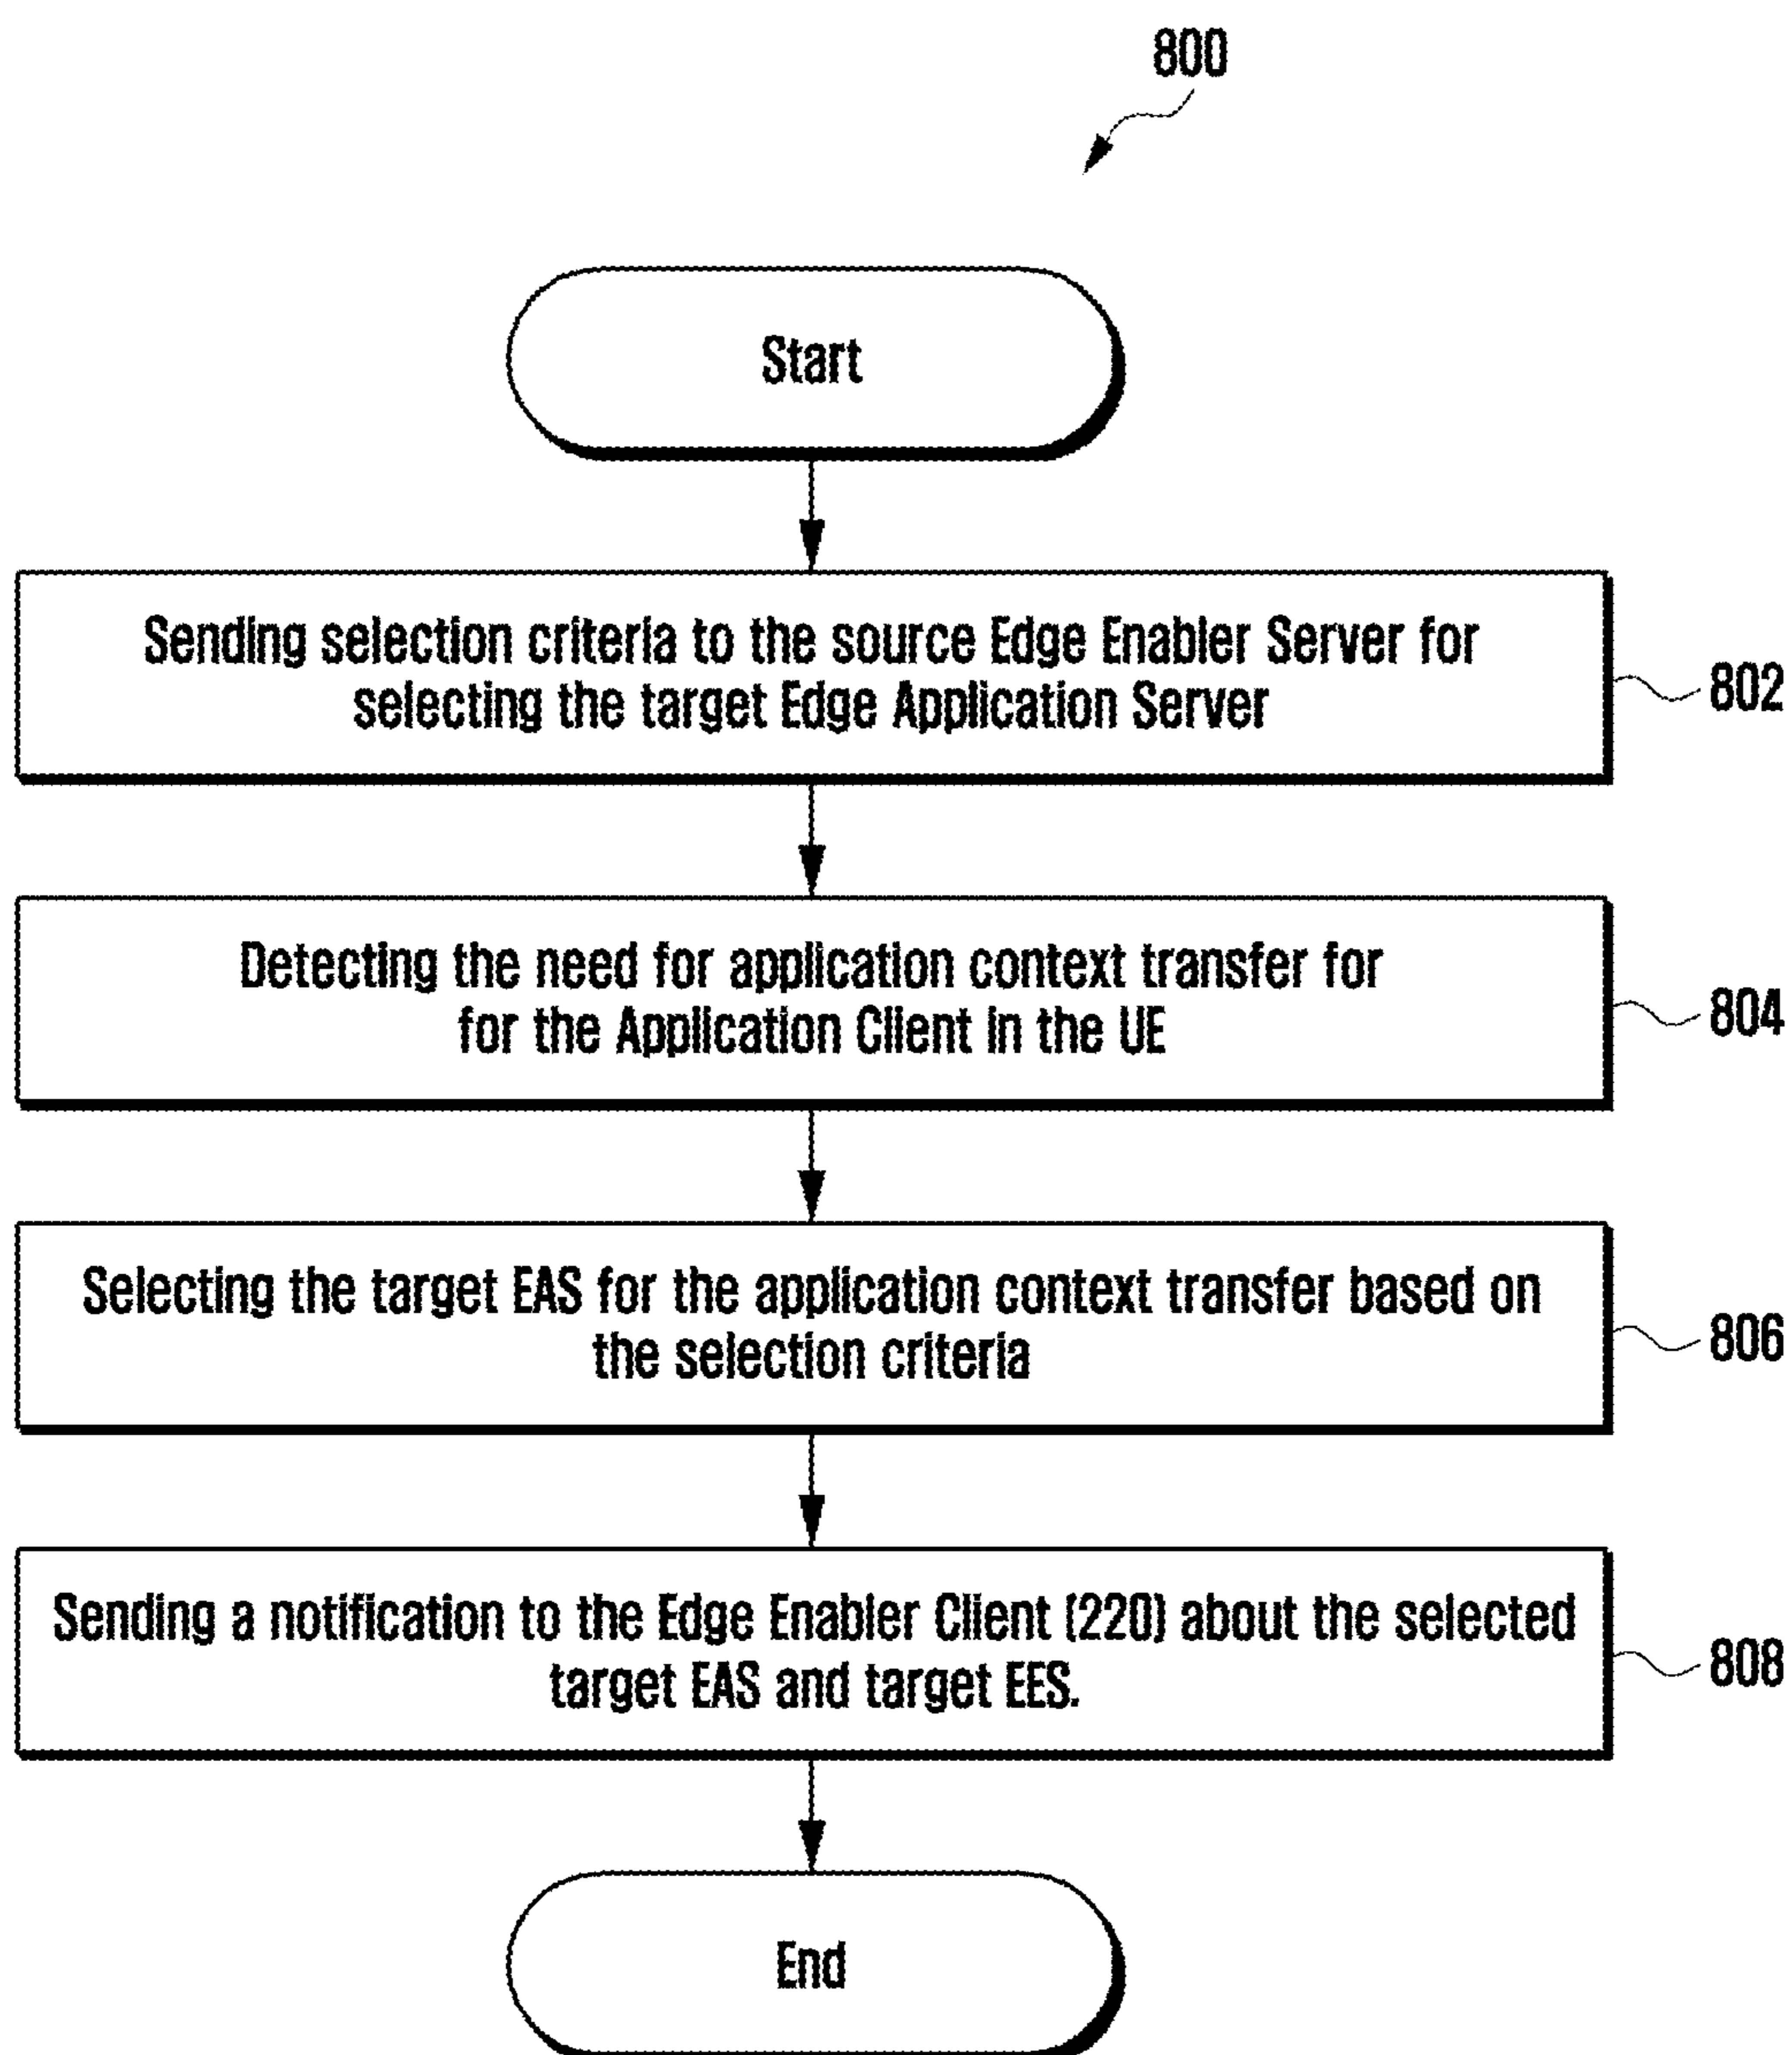 800
Start
Sending selection criteria to the source Edge Enabler Server for
selecting the target Edge Application Server
802
Detecting the need for application context transfer for
for the Application Client in the UE
804
Selecting the target EAS for the application context transfer based on
the selection criteria
806
Sending a notification to the Edge Enabler Client (220) about the selected
target EAS and target EES.
808
End